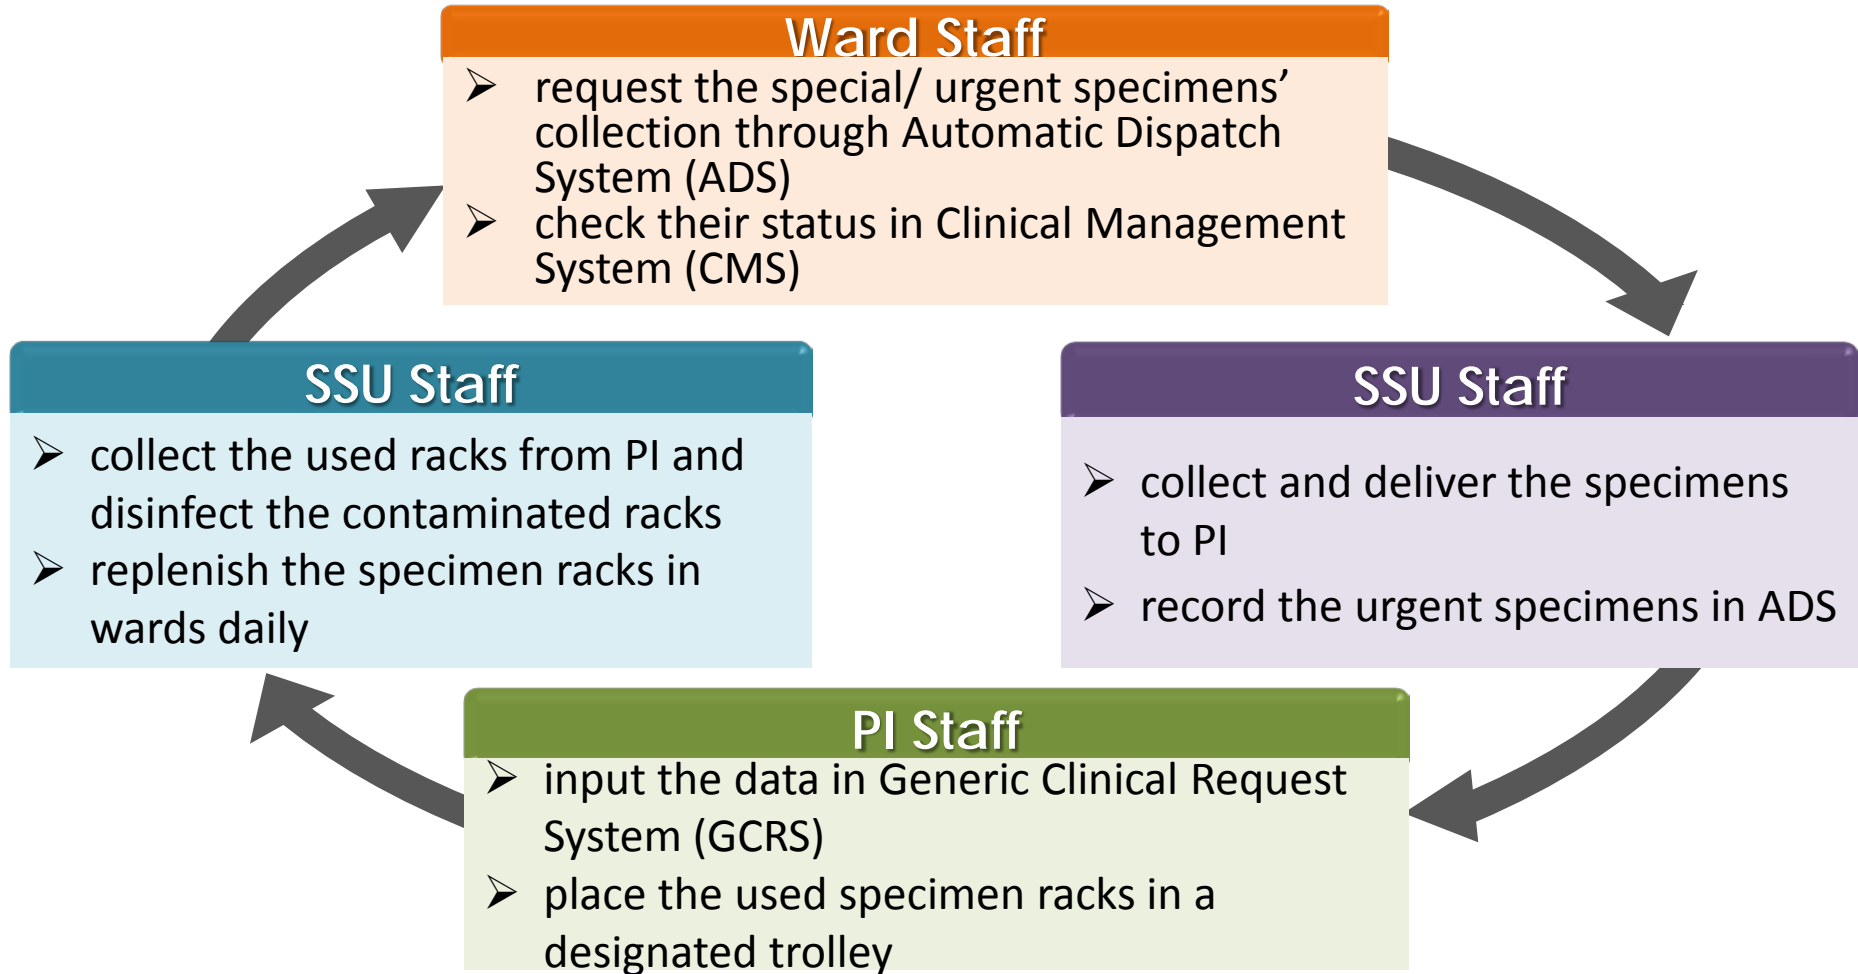 Ward Staff
➢ request the special/ urgent specimens’
collection through Automatic Dispatch
System (ADS)
➢ check their status in Clinical Management
System (CMS)
SSU Staff
➢ collect and deliver the specimens
to PI
➢ record the urgent specimens in ADS
PI Staff
➢ input the data in Generic Clinical Request
System (GCRS)
➢ place the used specimen racks in a
designated trolley
SSU Staff
➢ collect the used racks from PI and
disinfect the contaminated racks
➢ replenish the specimen racks in
wards daily